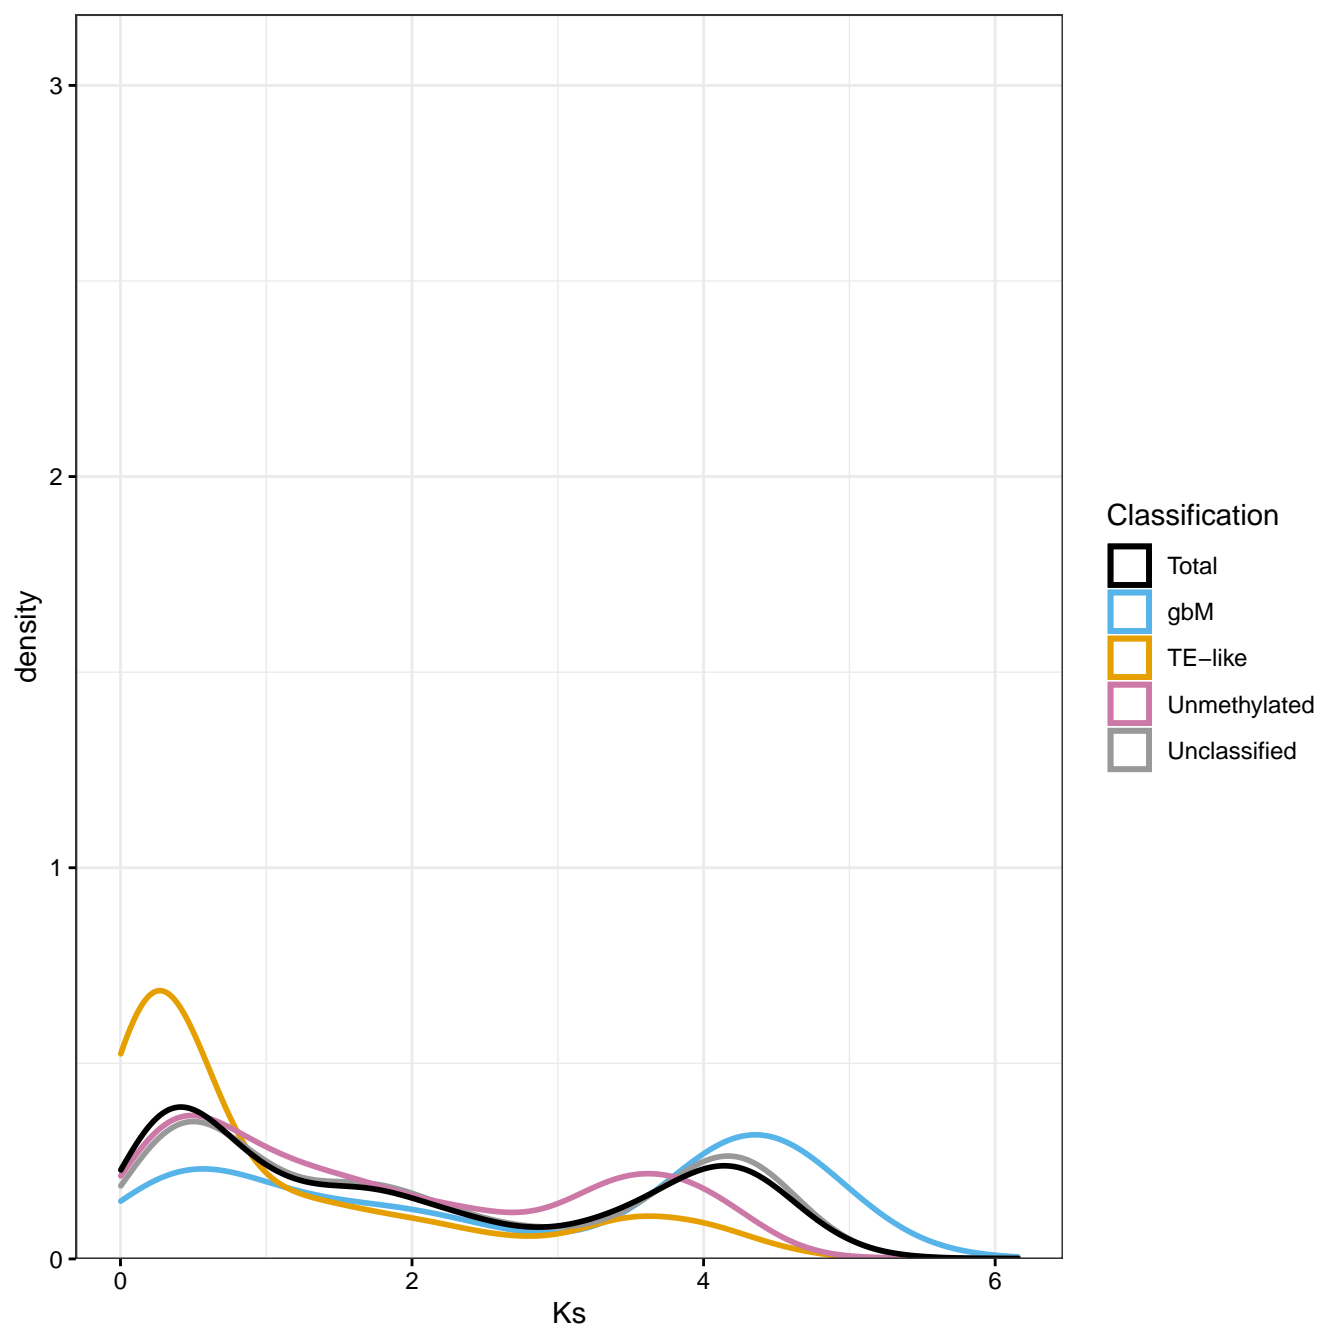 3
2
1
0
density
0
2
4
6
Ks
Classification
Total
gbM
TE−like
Unmethylated
Unclassified